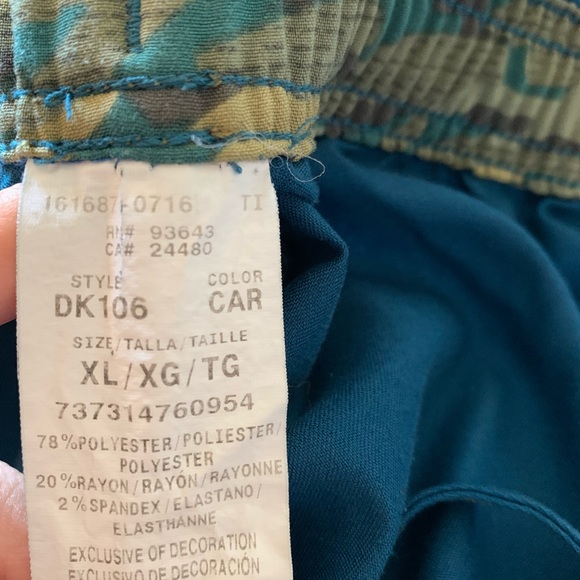 161687-0716 TI
RN# 93643
CA# 24480
STYLE COLOR
DK106 CAR
SIZE/TALLA/TAILLE
XL/XG/TG
737314760954
78%POLYESTER/POLIESTER/
POLYESTER
20%RAYON/RAYÓN/RAYONNE
2%SPANDEX/ELASTANO/
ELASTHANNE
EXCLUSIVE OF DECORATION
EXCLUSIVO DE DECORACIÓN